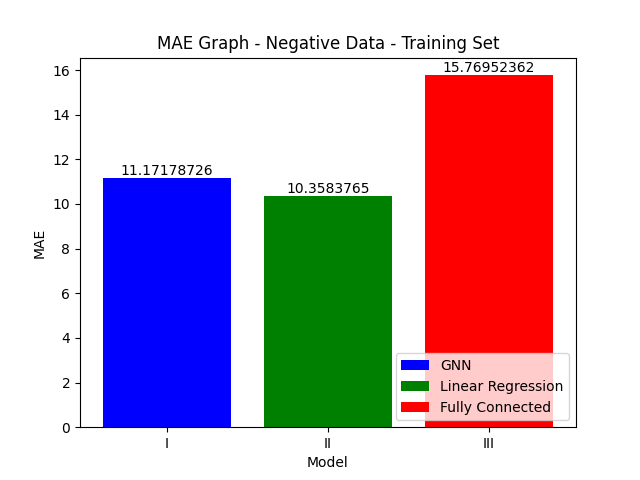 MAE Graph - Negative Data - Training Set
15.76952362
11.17178726
10.3583765
16
14
12
10
8
6
4
2
0
MAE
GNN
Linear Regression
Fully Connected
I
II
III
Model